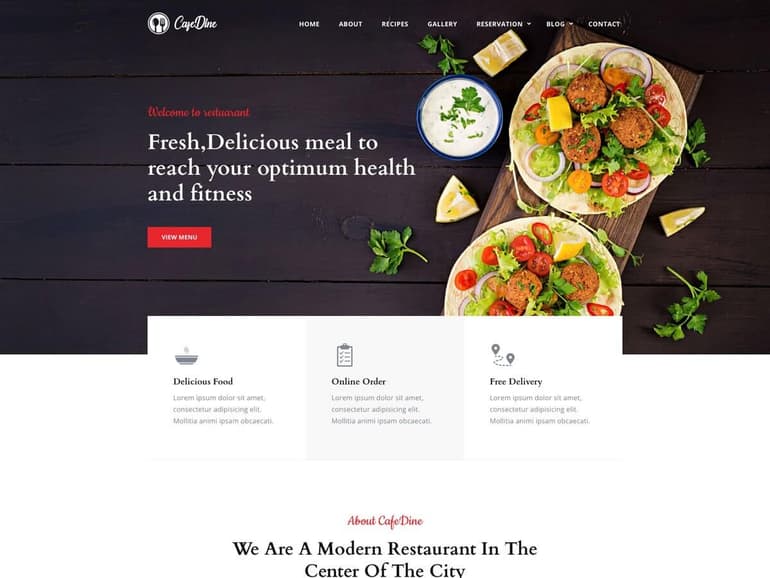 CafeDine
HOME ABOUT RECIPES GALLERY RESERVATION BLOG CONTACT
Welcome to restuarant
Fresh,Delicious meal to
reach your optimum health
and fitness
VIEW MENU
Delicious Food
Lorem ipsum dolor sit amet,
consectetur adipisicing elit.
Mollitia animi ipsam obcaecati.
Online Order
Lorem ipsum dolor sit amet,
consectetur adipisicing elit.
Mollitia animi ipsam obcaecati.
Free Delivery
Lorem ipsum dolor sit amet,
consectetur adipisicing elit.
Mollitia animi ipsam obcaecati.
About CafeDine
We Are A Modern Restaurant In The
Center Of The City